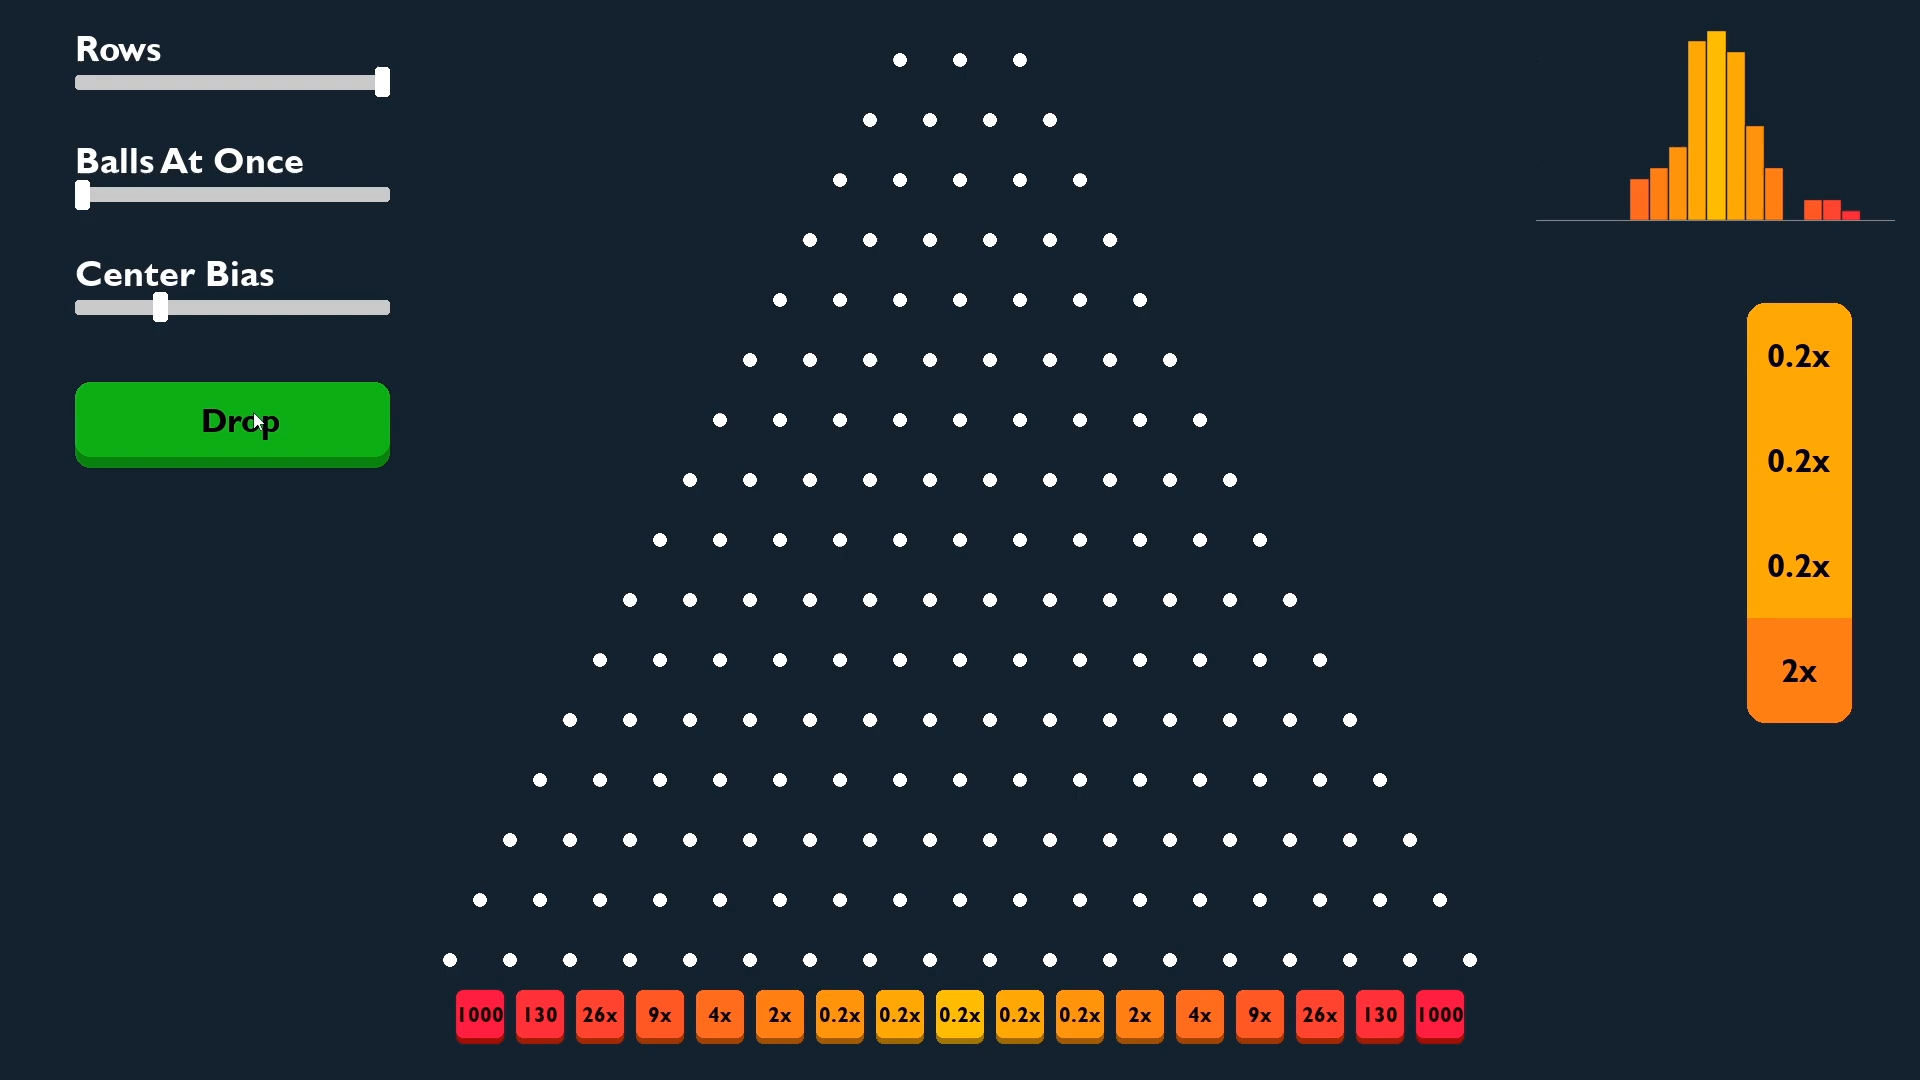 Rows
Balls At Once
Center Bias
Drop
0.2x
0.2x
0.2x
2x
1000 130 26x 9x 4x 2x 0.2x 0.2x 0.2x 0.2x 0.2x 2x 4x 9x 26x 130 1000